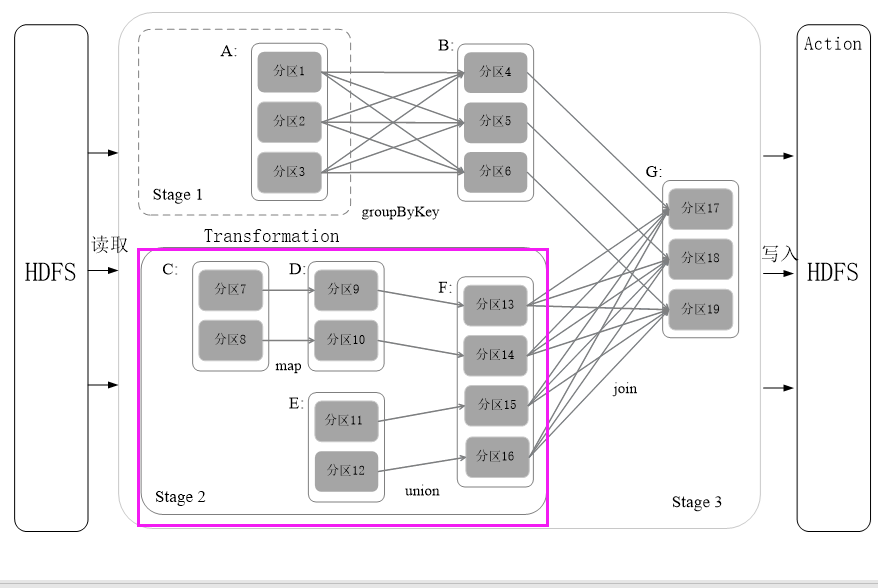 HDFS
读取
Stage 1
A:
分区1
分区2
分区3
groupByKey
B:
分区4
分区5
分区6
Transformation
C:
分区7
分区8
map
D:
分区9
分区10
E:
分区11
分区12
union
F:
分区13
分区14
分区15
分区16
Stage 2
join
G:
分区17
分区18
分区19
Stage 3
写入
Action
HDFS